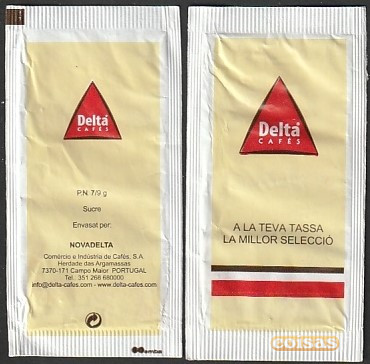 Delta
CAFÉS
P.N. 7/9 g
Sucre
Envasat per:
NOVADELTA
Comércio e Indústria de Cafés, S.A.
Herdade das Argamassas
7370-171 Campo Maior PORTUGAL
Tel. 351 268 680000
info@delta-cafes.com - www.delta-cafes.com
Delta
CAFÉS
A LA TEVA TASSA
LA MILLOR SELECCIÓ
coisas